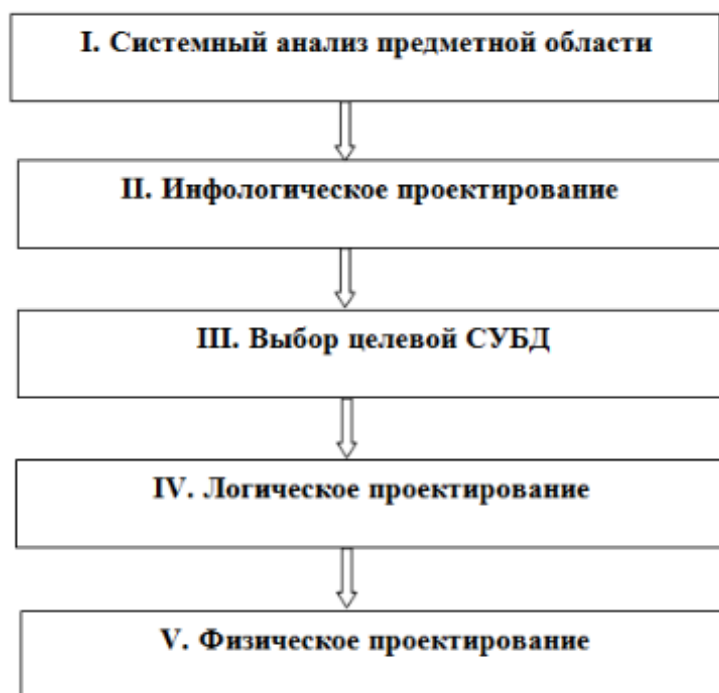 I. Системный анализ предметной области
II. Инфологическое проектирование
III. Выбор целевой СУБД
IV. Логическое проектирование
V. Физическое проектирование